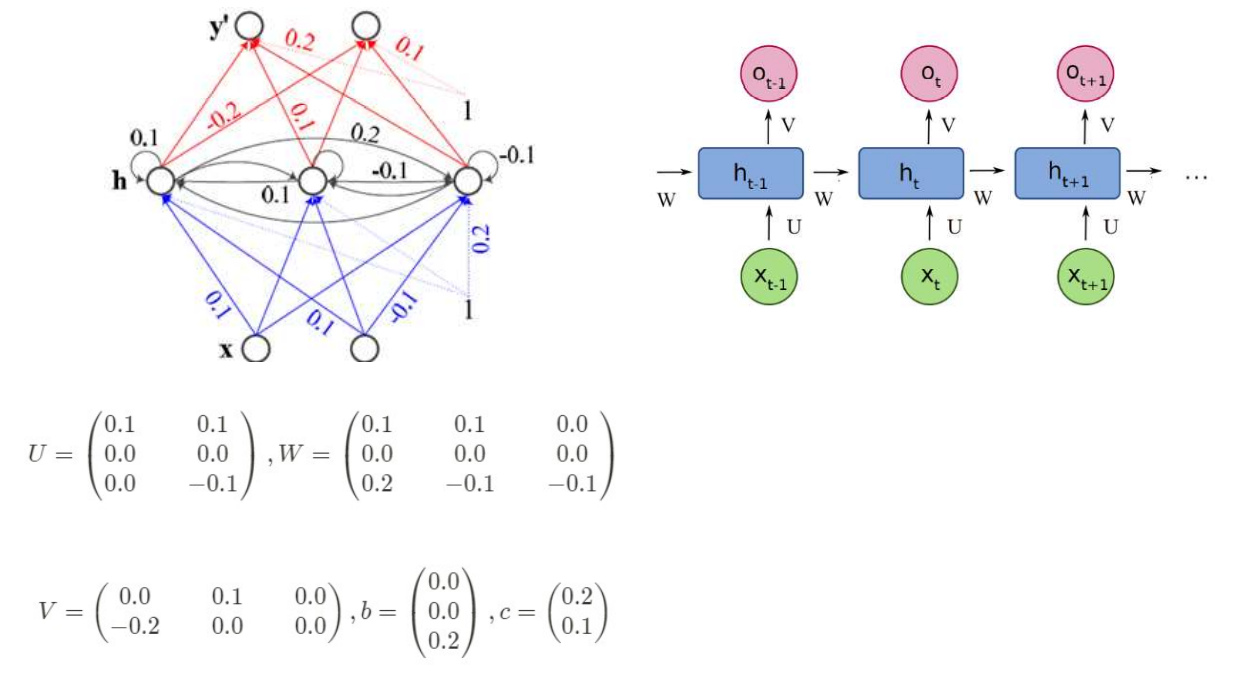 y'
0.2
0.1
1
-0.2
0.1
0.1
0.2
-0.1
-0.1
h
0.1
0.2
0.1
0.1
-0.1
1
x
o_{t-1} o_t o_{t+1}
V V V
h_{t-1} h_t h_{t+1} ...
W W W W
U U U
x_{t-1} x_t x_{t+1}
U = \begin{pmatrix} 0.1 & 0.1 \\ 0.0 & 0.0 \\ 0.0 & -0.1 \end{pmatrix}, W = \begin{pmatrix} 0.1 & 0.1 & 0.0 \\ 0.0 & 0.0 & 0.0 \\ 0.2 & -0.1 & -0.1 \end{pmatrix}
V = \begin{pmatrix} 0.0 & 0.1 & 0.0 \\ -0.2 & 0.0 & 0.0 \end{pmatrix}, b = \begin{pmatrix} 0.0 \\ 0.0 \\ 0.2 \end{pmatrix}, c = \begin{pmatrix} 0.2 \\ 0.1 \end{pmatrix}